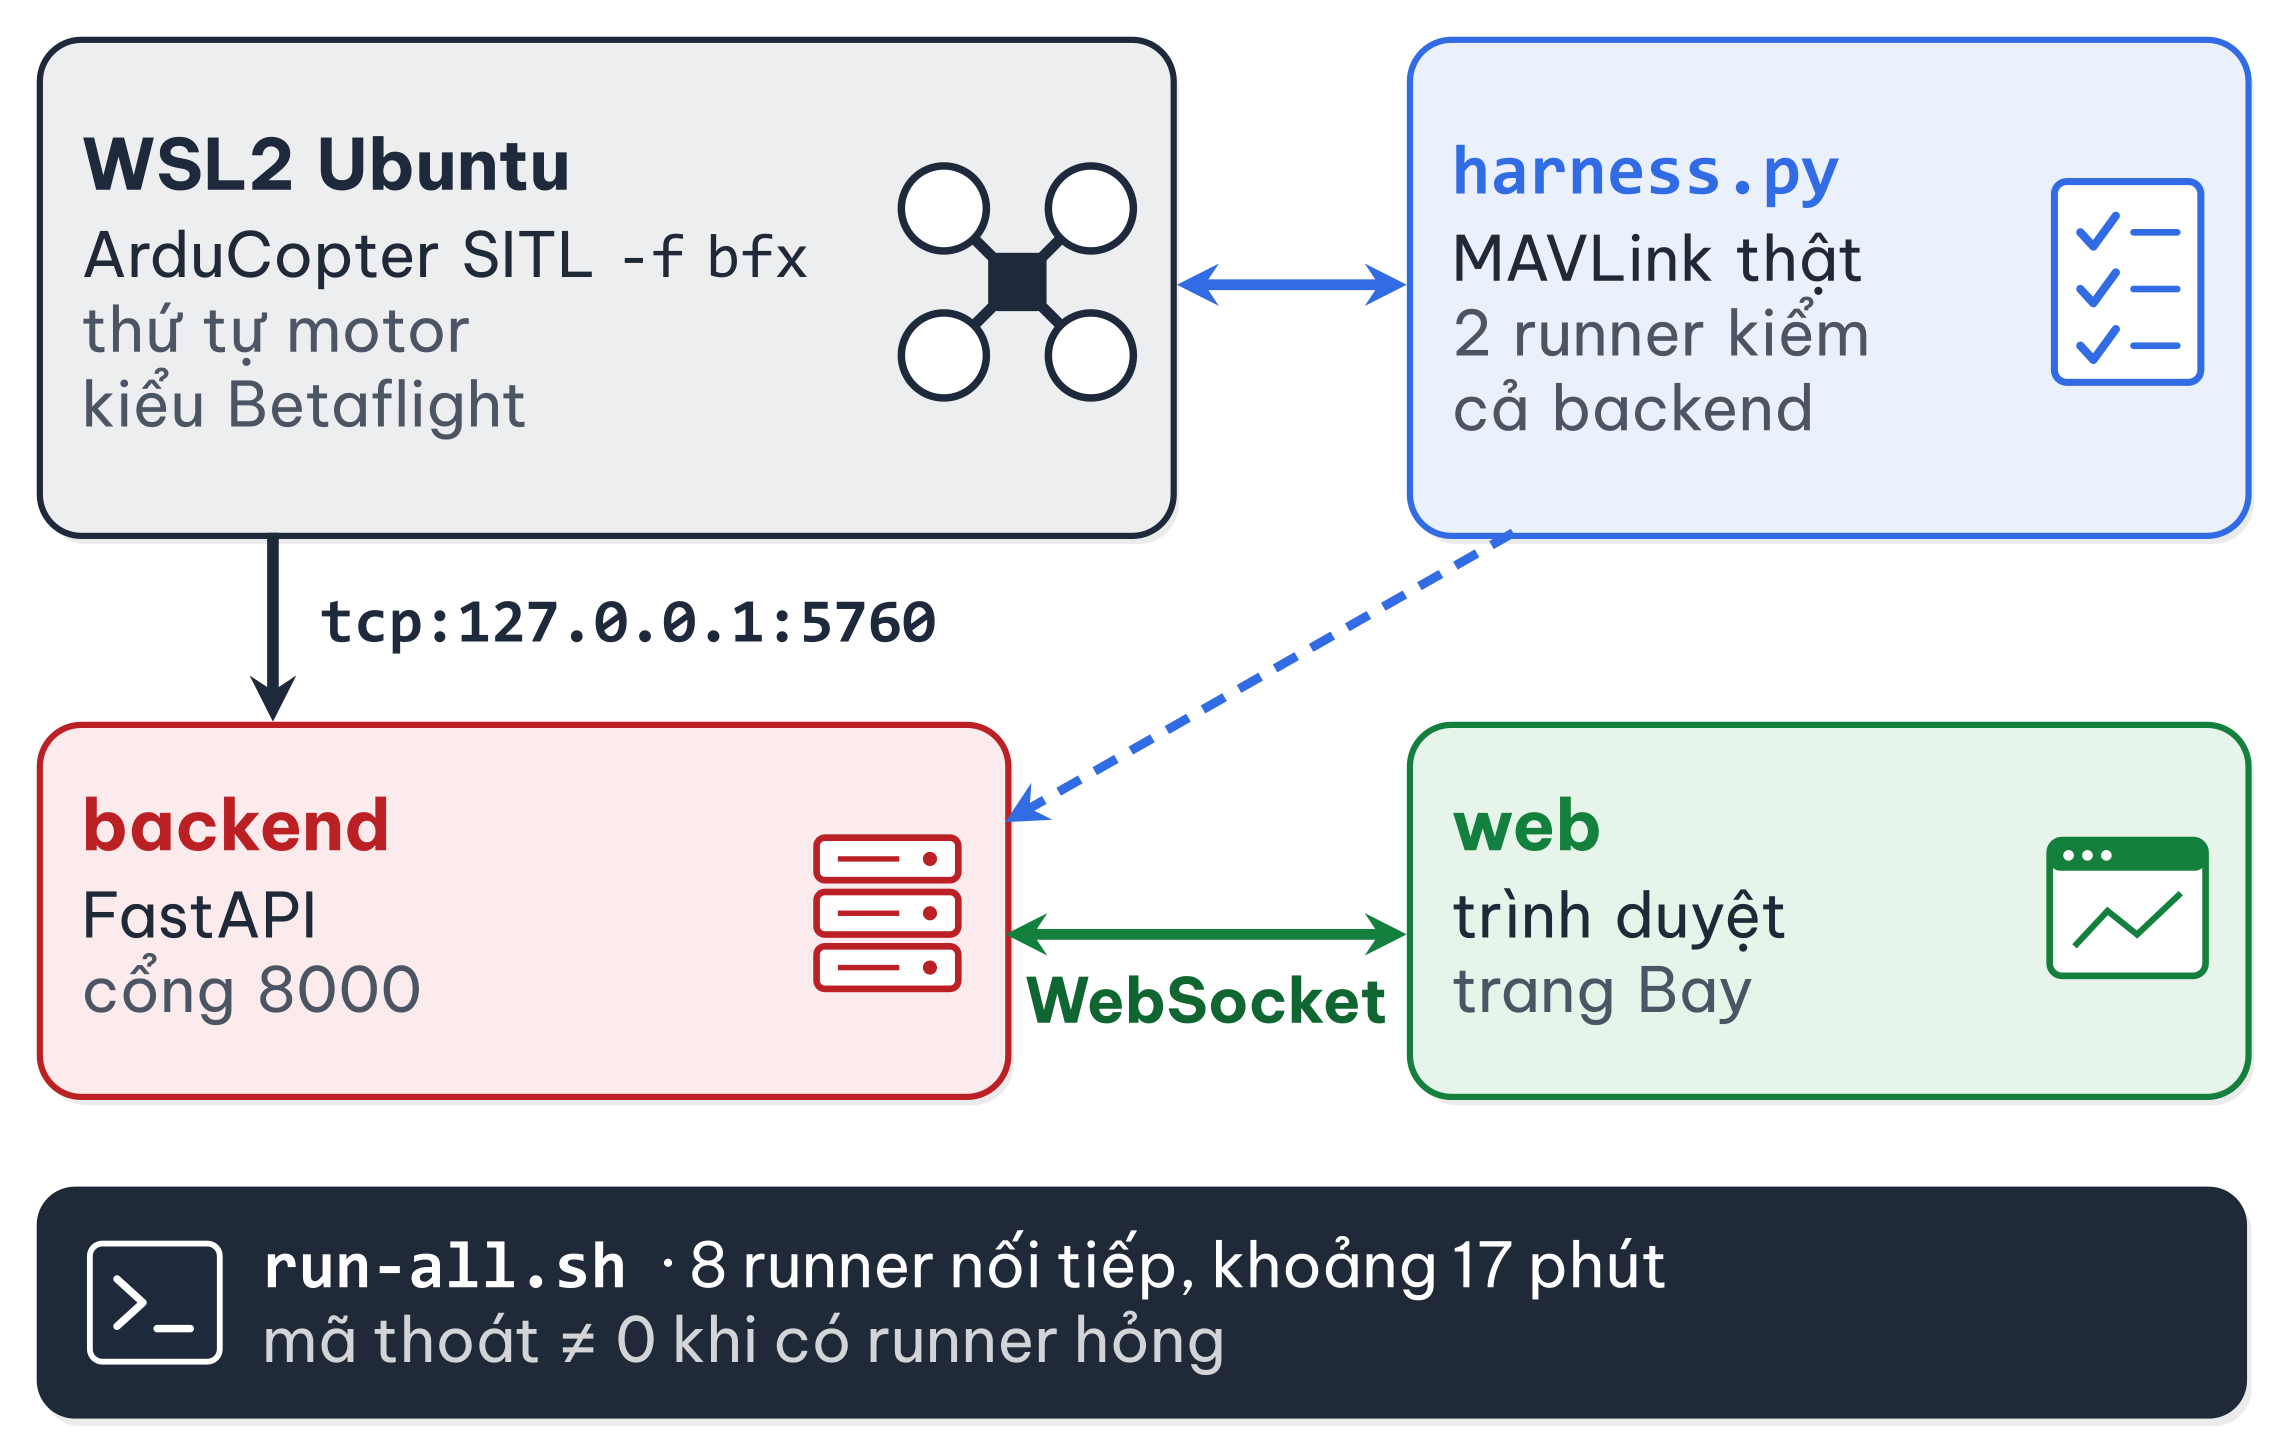 WSL2 Ubuntu
ArduCopter SITL -f bfx
thứ tự motor
kiểu Betaflight
harness.py
MAVLink thật
2 runner kiểm
cả backend
tcp:127.0.0.1:5760
backend
FastAPI
cổng 8000
WebSocket
web
trình duyệt
trang Bay
run-all.sh · 8 runner nối tiếp, khoảng 17 phút
mã thoát ≠ 0 khi có runner hỏng